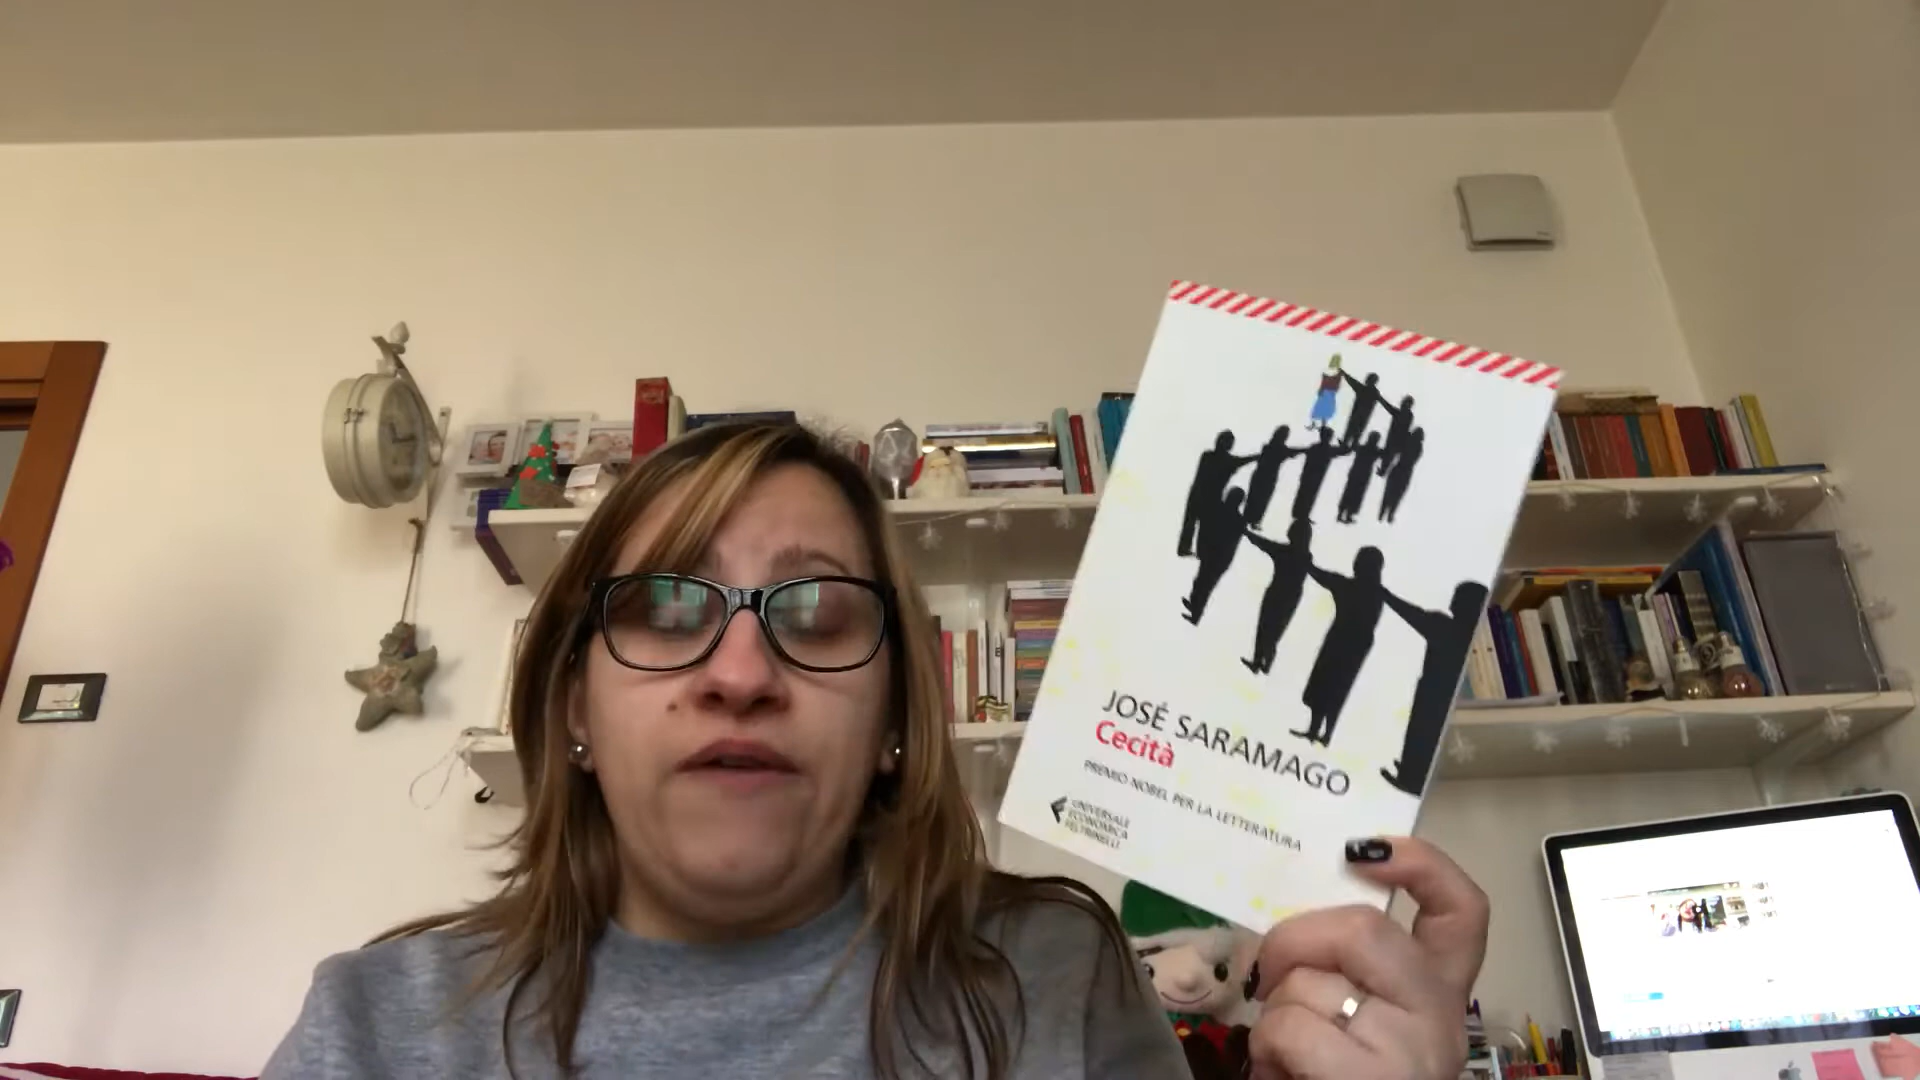 JOSÉ SARAMAGO
Cecità
PREMIO NOBEL PER LA LETTERATURA
UNIVERSALE
ECONOMICA
FELTRINELLI